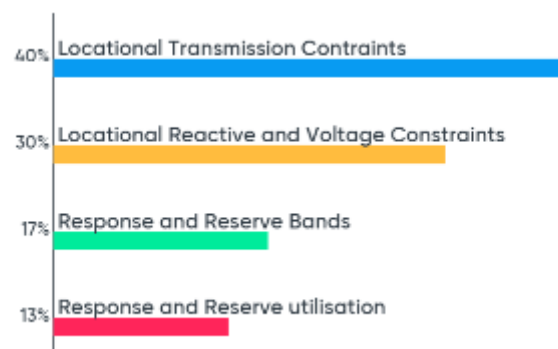 Locational Transmission Contraints
40%
Locational Reactive and Voltage Constraints
30%
Response and Reserve Bands
17%
Response and Reserve utilisation
13%